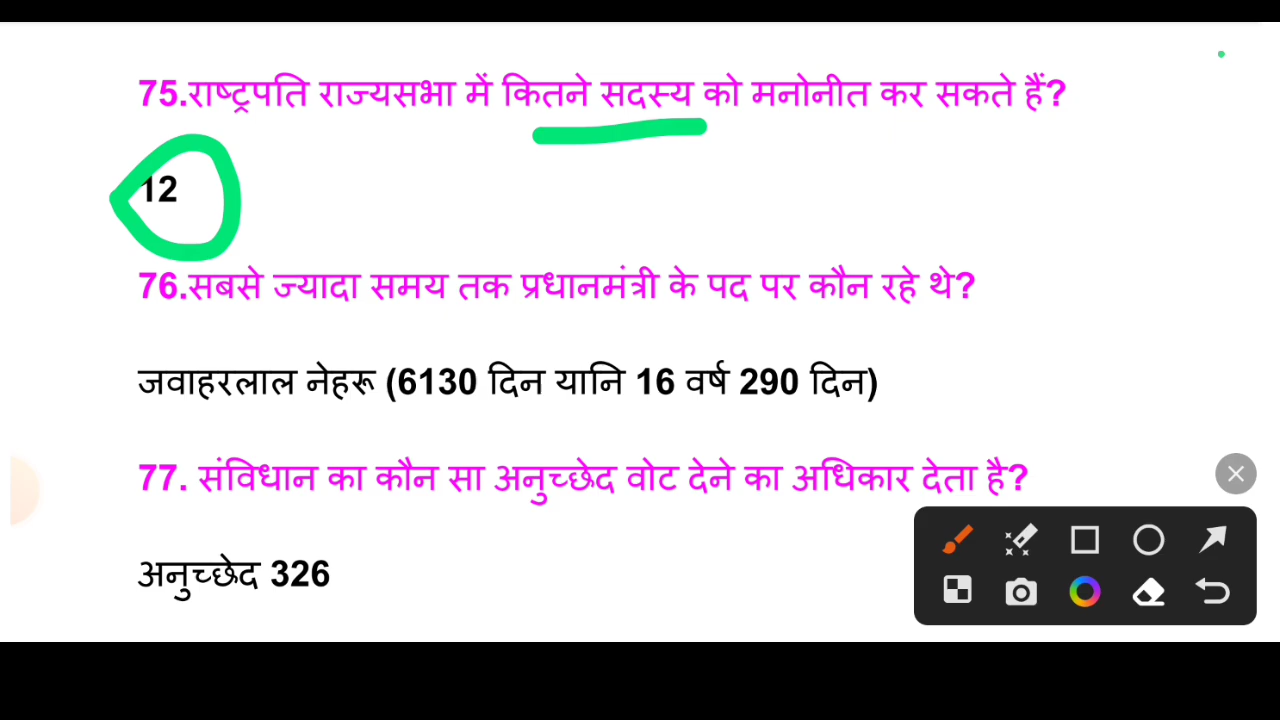 75.राष्ट्रपति राज्यसभा में कितने सदस्य को मनोनीत कर सकते हैं?
12
76.सबसे ज्यादा समय तक प्रधानमंत्री के पद पर कौन रहे थे?
जवाहरलाल नेहरू (6130 दिन यानि 16 वर्ष 290 दिन)
77. संविधान का कौन सा अनुच्छेद वोट देने का अधिकार देता है?
अनुच्छेद 326